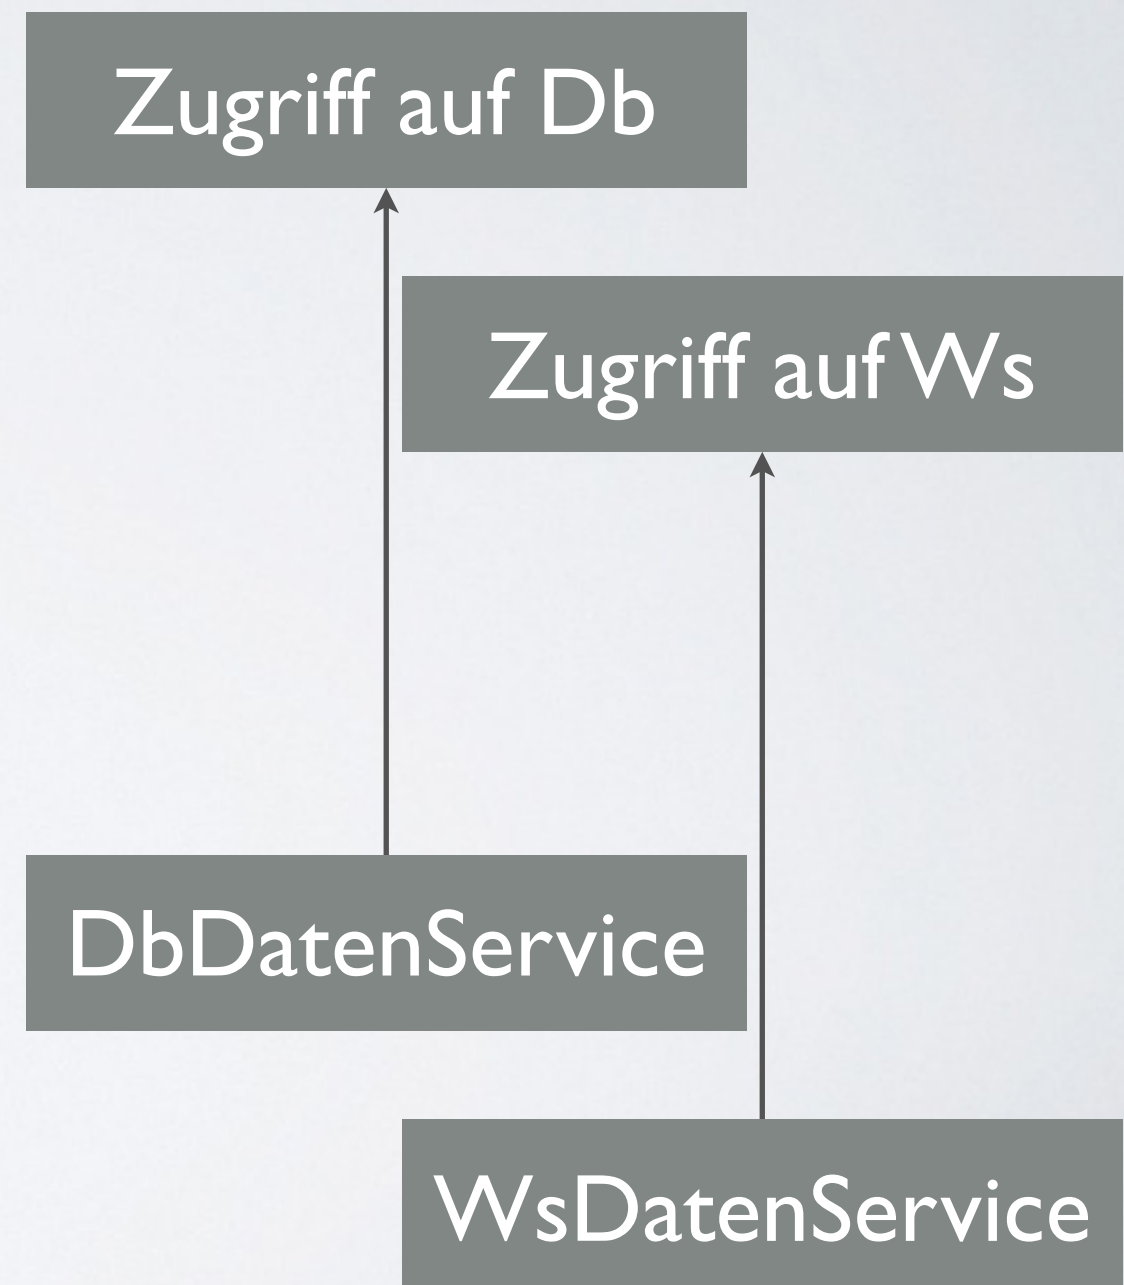 Zugriff auf Db
Zugriff auf Ws
DbDatenService
WsDatenService